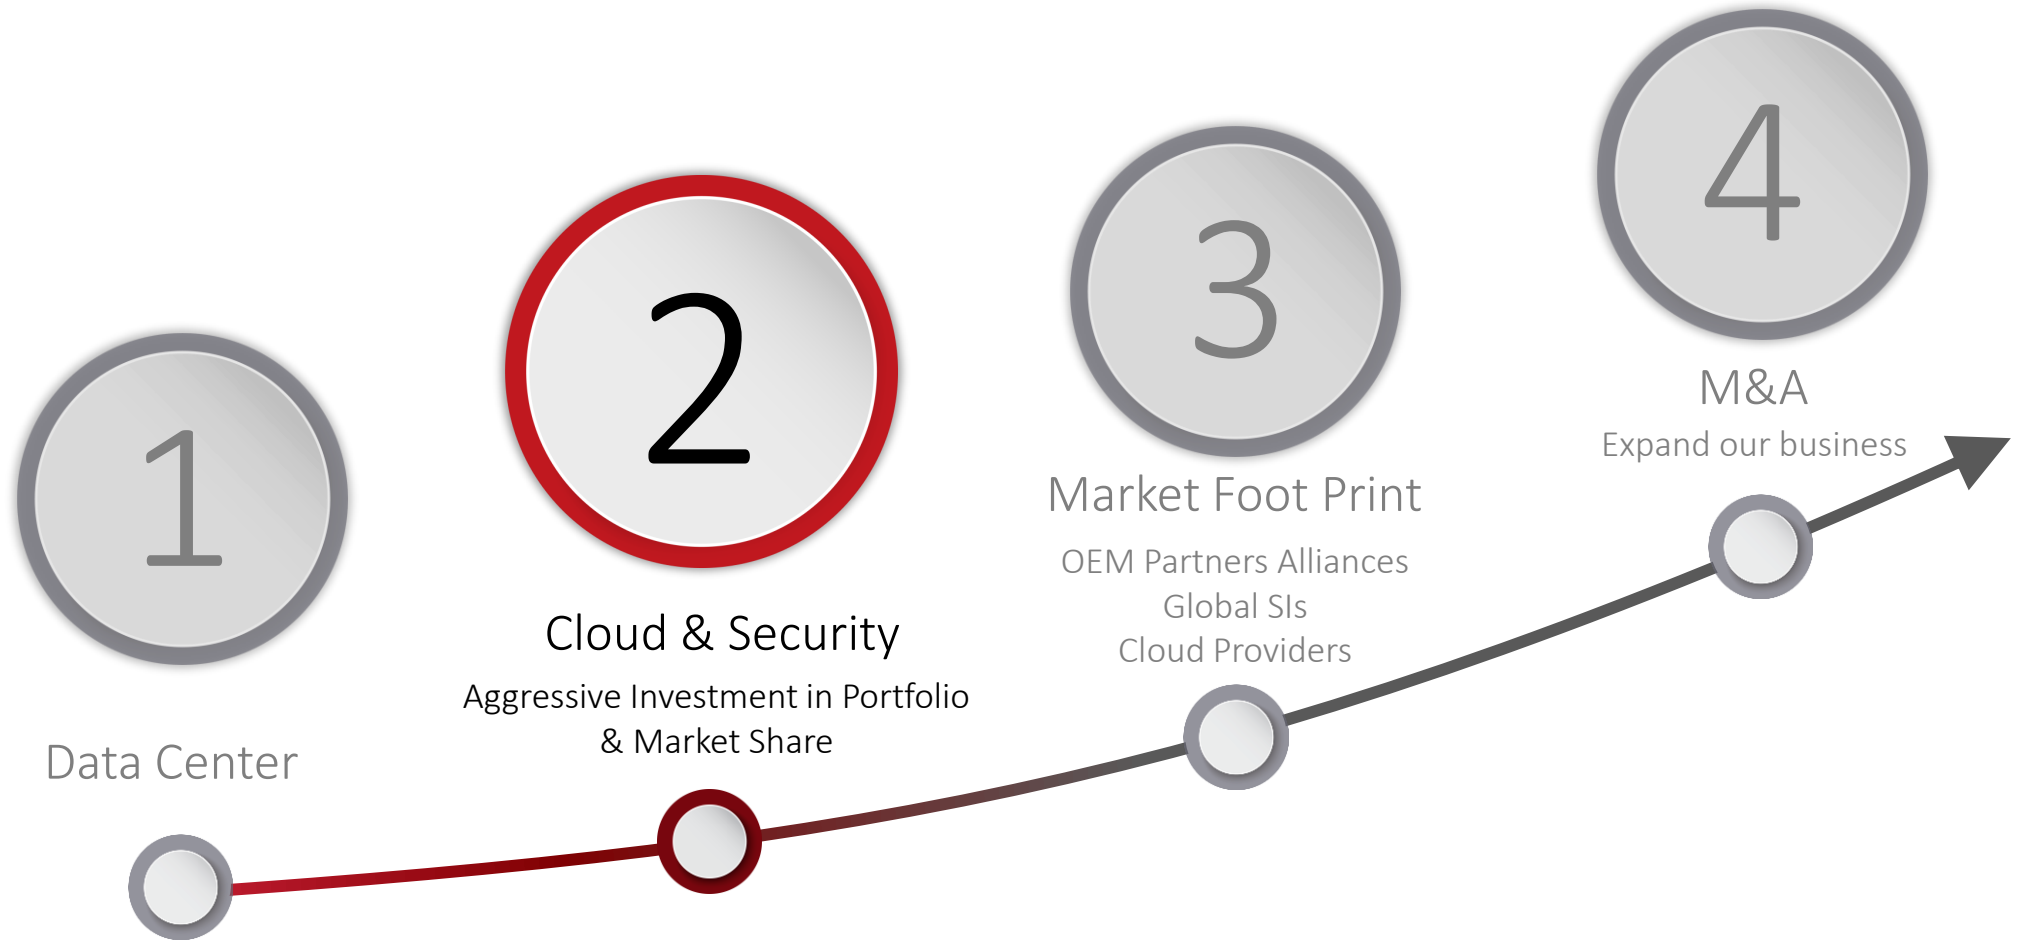 1
Data Center
2
Cloud & Security
Aggressive Investment in Portfolio
& Market Share
3
Market Foot Print
OEM Partners Alliances
Global SIs
Cloud Providers
4
M&A
Expand our business